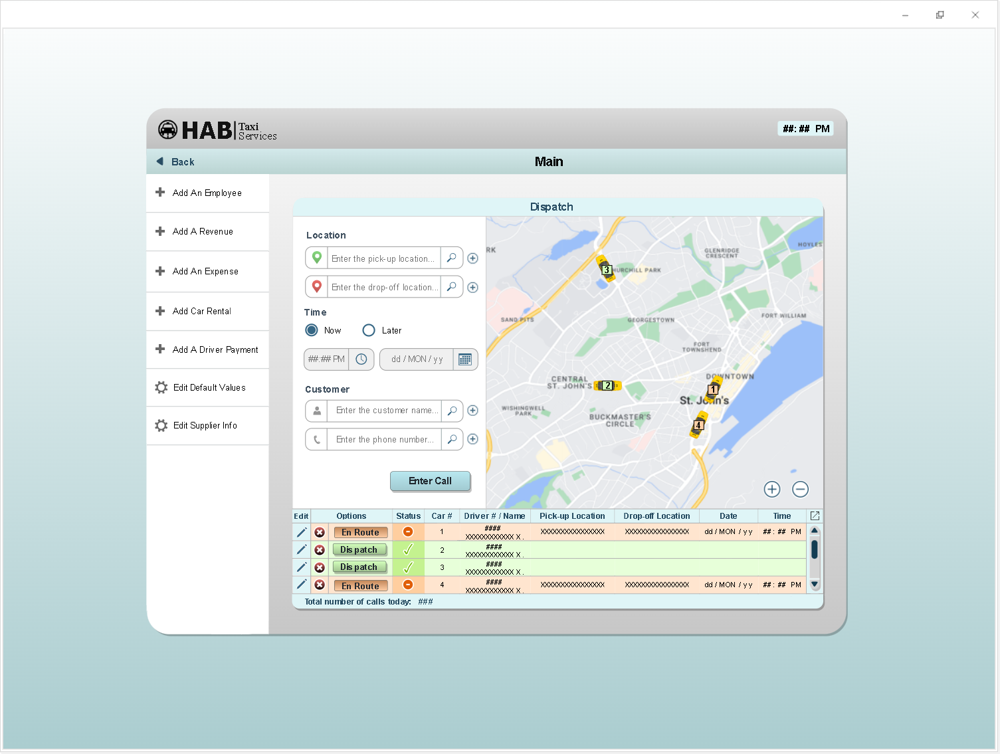 HAB Taxi
Services
##:## PM
Back
Main
Add An Employee
Add A Revenue
Add An Expense
Add Car Rental
Add A Driver Payment
Edit Default Values
Edit Supplier Info
Dispatch
Location
Enter the pick-up location...
Enter the drop-off location...
Time
Now
Later
##:## PM
dd / MON / yy
Customer
Enter the customer name...
Enter the phone number...
Enter Call
RK
GLENRIDGE
CRESCENT
HOYLES
3
HURCHILL PARK
SAND PITS
GEORGESTOWN
FORT WILLIAM
FORT
TOWNSHEND
CENTRAL
ST. JOHN'S
2
DOWNTOWN
1
St. John's
WISHINGWELL
PARK
BUCKMASTER'S
CIRCLE
4
Edit Options Status Car # Driver # / Name Pick-up Location Drop-off Location Date Time
En Route 1 #### XXXXXXXXXXXXXXXX XXXXXXXXXXXXXXXX dd / MON / yy ##:## PM
XXXXXXXXXXXX X.
Dispatch 2 ####
XXXXXXXXXXXX X.
Dispatch 3 ####
XXXXXXXXXXXX X.
En Route 4 #### XXXXXXXXXXXXXXXX XXXXXXXXXXXXXXXX dd / MON / yy ##:## PM
XXXXXXXXXXXX X.
Total number of calls today: ###